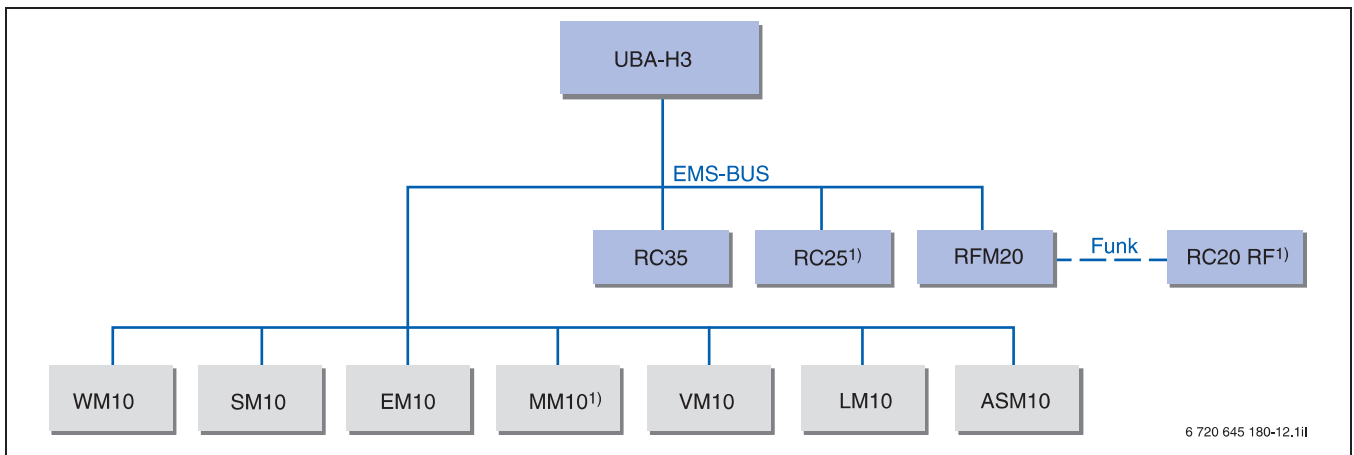 UBA-H3
EMS-BUS
RC35
RC25¹⁾
RFM20
Funk
RC20 RF¹⁾
WM10
SM10
EM10
MM10¹⁾
VM10
LM10
ASM10
6 720 645 180-12.1il